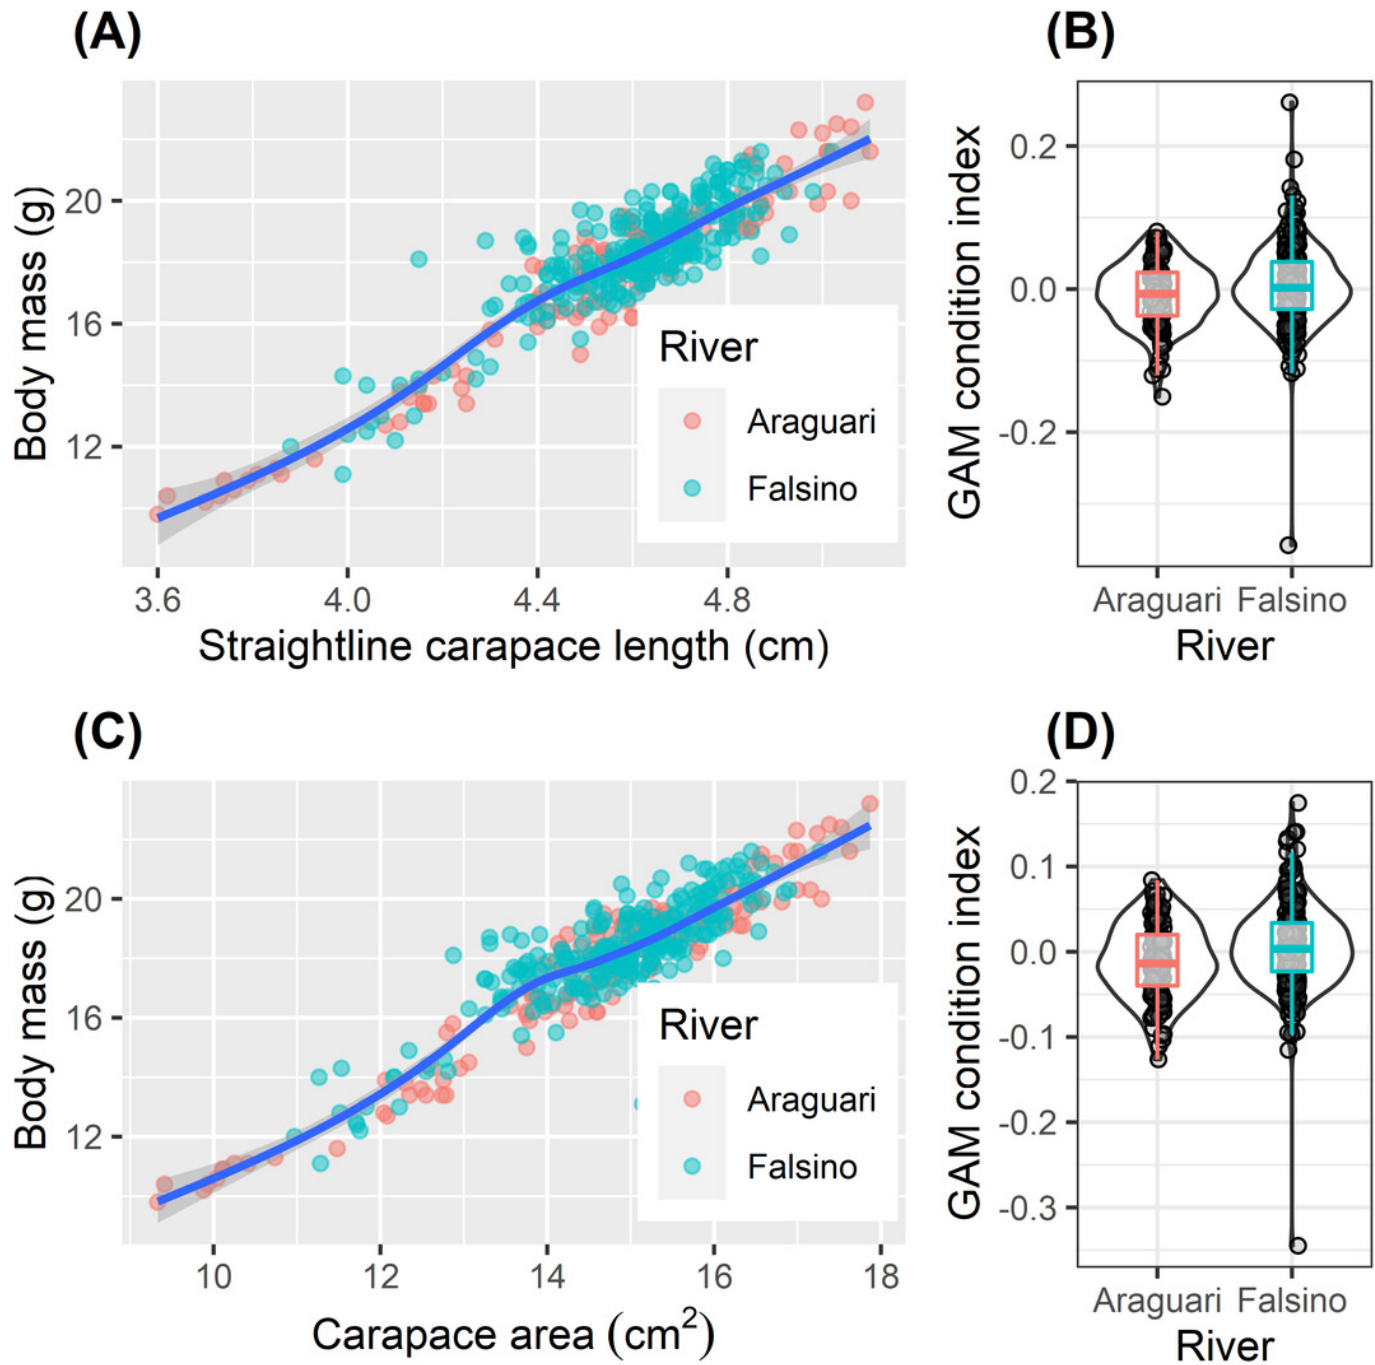 (A)
Body mass (g)
20
16
12
3.6 4.0 4.4 4.8
Straightline carapace length (cm)
River
Araguari
Falsino
(B)
GAM condition index
0.2
0.0
-0.2
Araguari Falsino
River
(C)
Body mass (g)
20
16
12
10 12 14 16 18
Carapace area (cm²)
River
Araguari
Falsino
(D)
GAM condition index
0.2
0.1
0.0
-0.1
-0.2
-0.3
Araguari Falsino
River